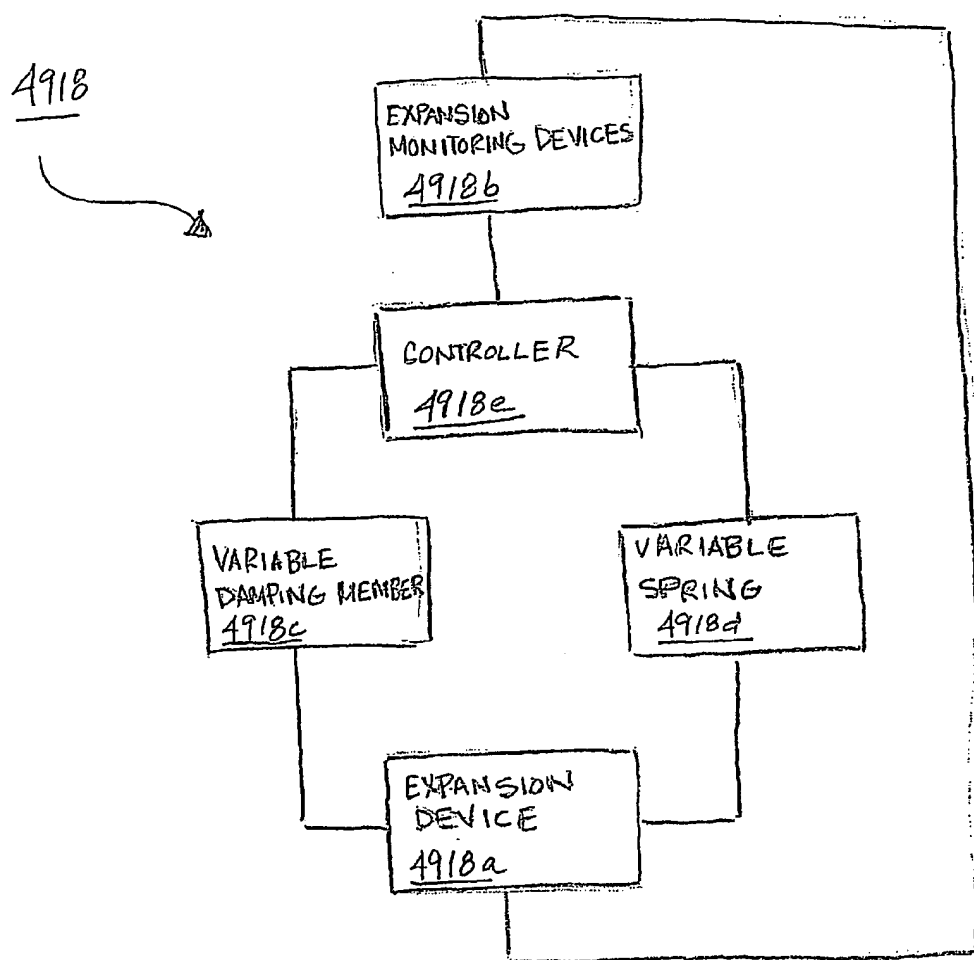 4918
EXPANSION
MONITORING DEVICES
4918b
CONTROLLER
4918e
VARIABLE
DAMPING MEMBER
4918c
VARIABLE
SPRING
4918d
EXPANSION
DEVICE
4918a